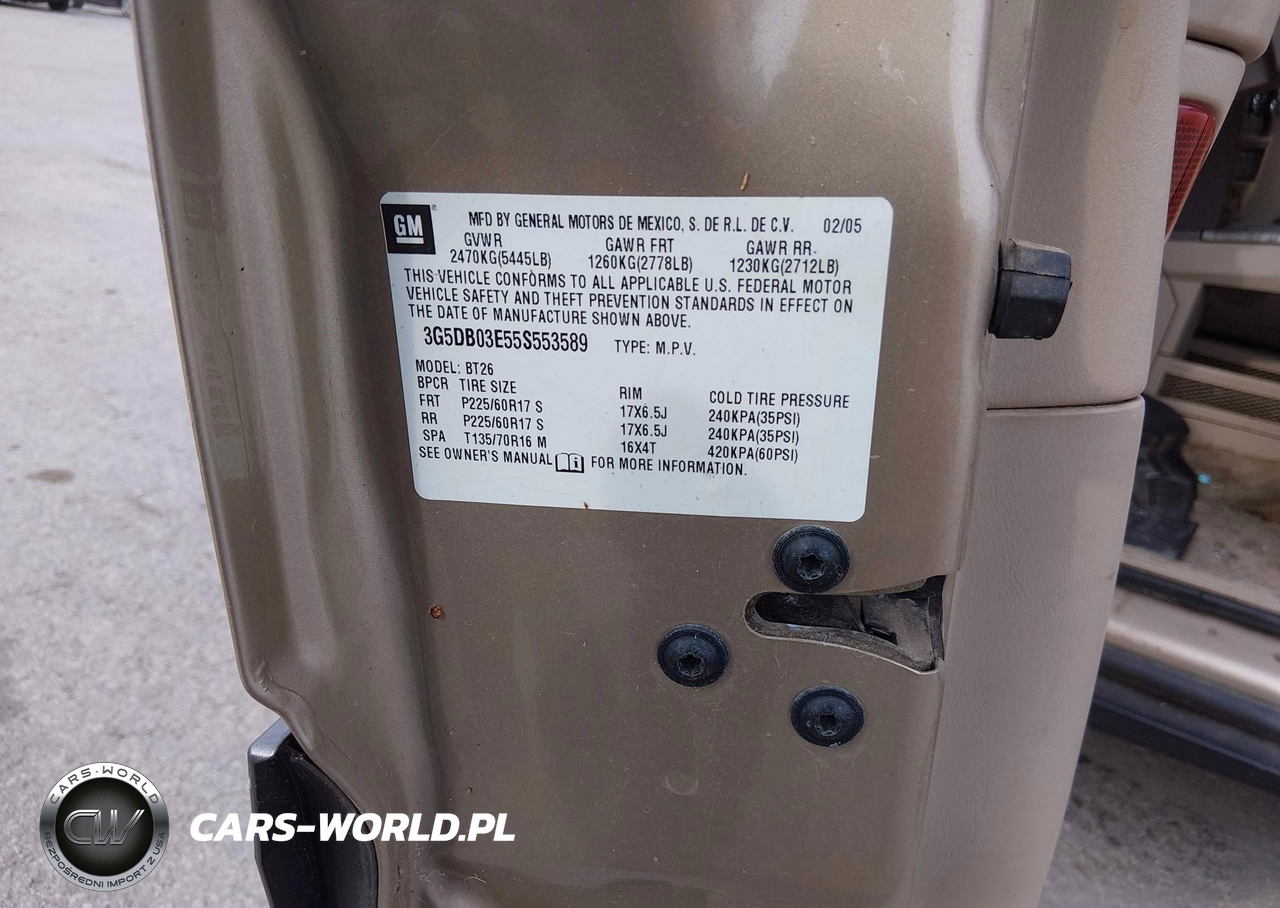 GM
MFD BY GENERAL MOTORS DE MEXICO, S. DE R.L. DE C.V. 02/05
GVWR GAWR FRT GAWR RR
2470KG(5445LB) 1260KG(2778LB) 1230KG(2712LB)
THIS VEHICLE CONFORMS TO ALL APPLICABLE U.S. FEDERAL MOTOR
VEHICLE SAFETY AND THEFT PREVENTION STANDARDS IN EFFECT ON
THE DATE OF MANUFACTURE SHOWN ABOVE.
3G5DB03E55S553589 TYPE: M.P.V.
MODEL: BT26
BPCR TIRE SIZE RIM COLD TIRE PRESSURE
FRT P225/60R17 S 17X6.5J 240KPA(35PSI)
RR P225/60R17 S 17X6.5J 240KPA(35PSI)
SPA T135/70R16 M 16X4T 420KPA(60PSI)
SEE OWNER'S MANUAL FOR MORE INFORMATION.
CARS-WORLD
CW
BEZPOŚREDNI IMPORT Z USA
CARS-WORLD.PL